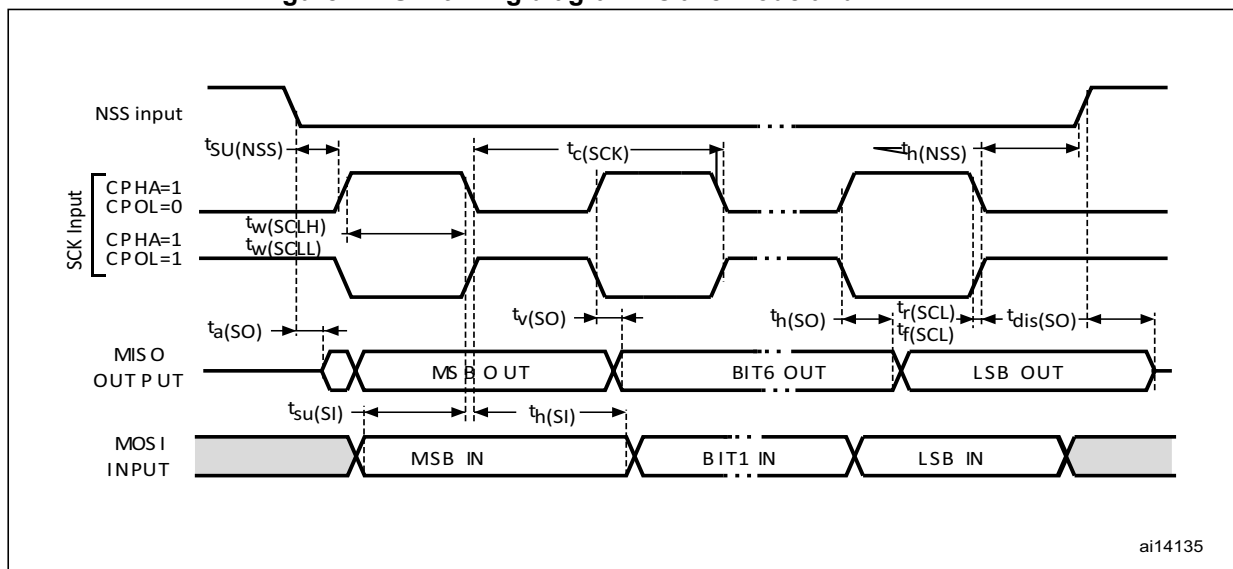 NSS input
tSU(NSS)
tc(SCK)
th(NSS)
SCK Input
CPHA=1
CPOL=0
tw(SCLH)
CPHA=1
tw(SCLL)
CPOL=1
ta(SO)
tv(SO)
th(SO)
tr(SCL)
tf(SCL)
tdis(SO)
MISO
OUTPUT
MSB OUT
BIT6 OUT
LSB OUT
tsu(SI)
th(SI)
MOSI
INPUT
MSB IN
BIT1 IN
LSB IN
ai14135